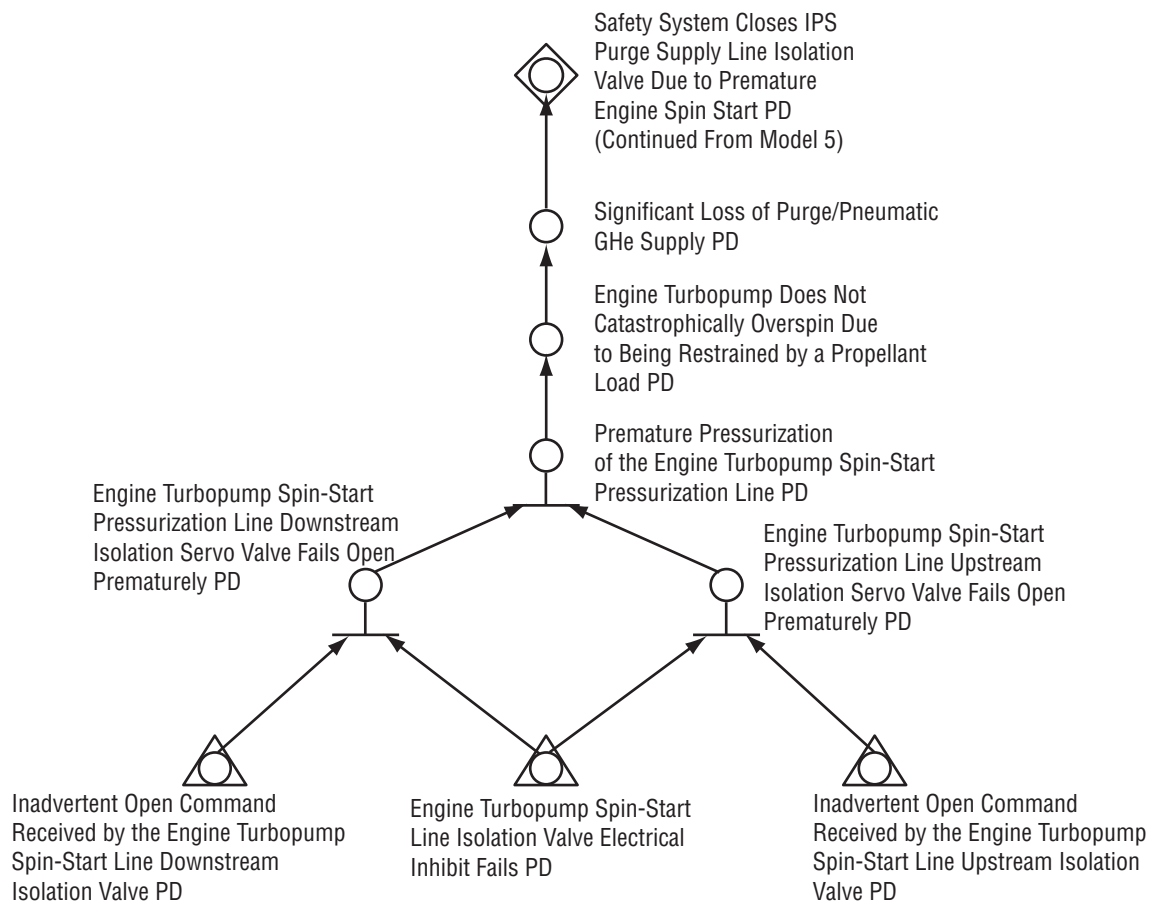 Safety System Closes IPS
Purge Supply Line Isolation
Valve Due to Premature
Engine Spin Start PD
(Continued From Model 5)
Significant Loss of Purge/Pneumatic
GHe Supply PD
Engine Turbopump Does Not
Catastrophically Overspin Due
to Being Restrained by a Propellant
Load PD
Premature Pressurization
of the Engine Turbopump Spin-Start
Pressurization Line PD
Engine Turbopump Spin-Start
Pressurization Line Downstream
Isolation Servo Valve Fails Open
Prematurely PD
Engine Turbopump Spin-Start
Pressurization Line Upstream
Isolation Servo Valve Fails Open
Prematurely PD
Inadvertent Open Command
Received by the Engine Turbopump
Spin-Start Line Downstream
Isolation Valve PD
Engine Turbopump Spin-Start
Line Isolation Valve Electrical
Inhibit Fails PD
Inadvertent Open Command
Received by the Engine Turbopump
Spin-Start Line Upstream Isolation
Valve PD